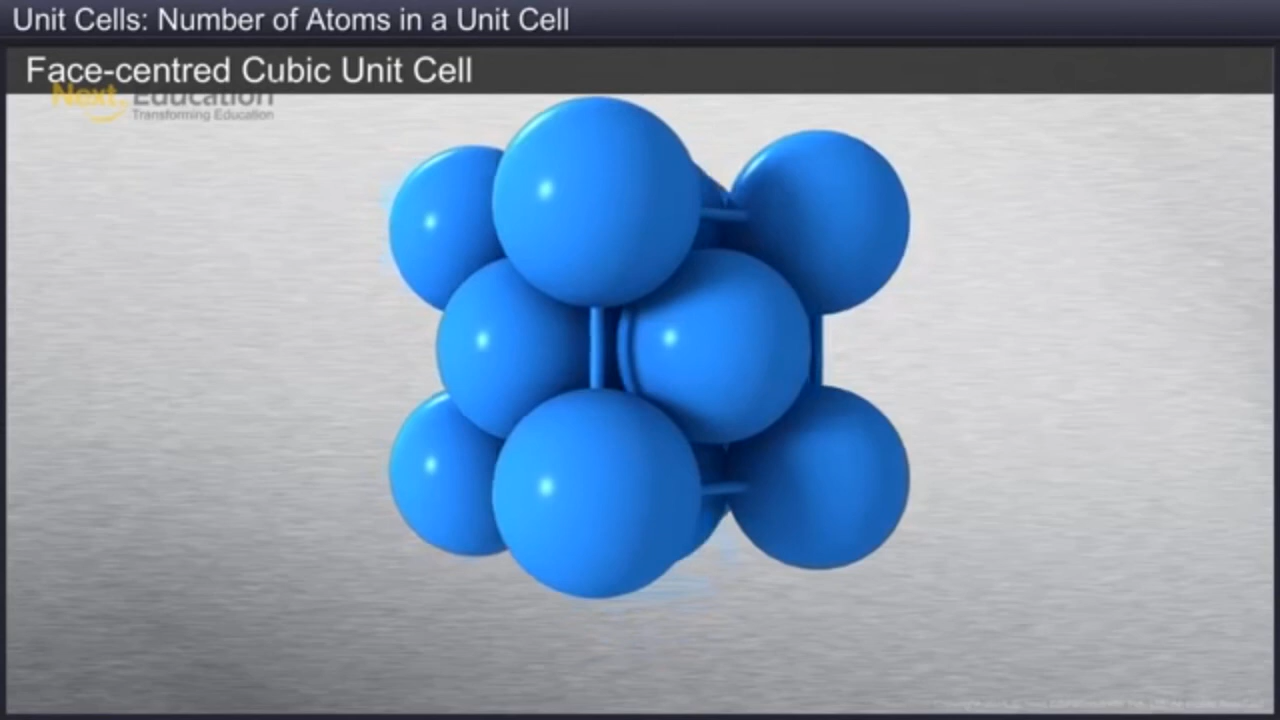 Unit Cells: Number of Atoms in a Unit Cell
Face-centred Cubic Unit Cell
Next Education
Transforming Education